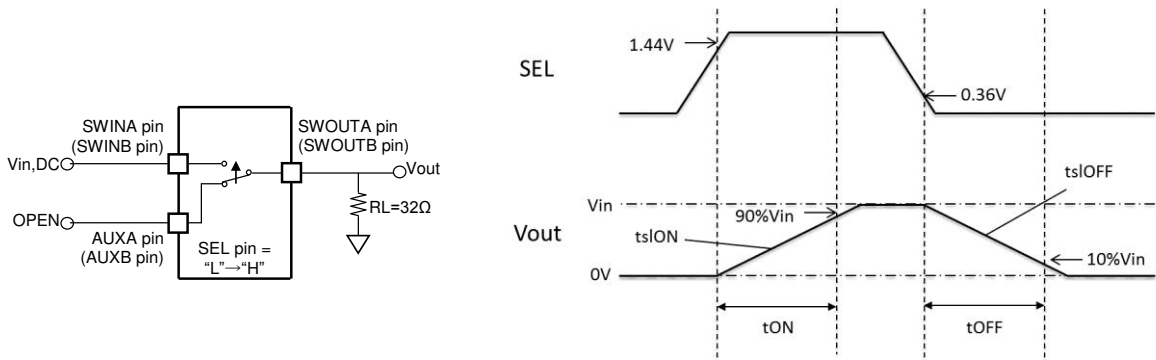 SWINA pin
(SWINB pin)
SWOUTA pin
(SWOUTB pin)
Vin,DC
Vout
OPEN
RL=32Ω
AUXA pin
(AUXB pin)
SEL pin =
“L”→“H”
1.44V
SEL
0.36V
tslOFF
Vin
90%Vin
Vout
tslON
10%Vin
0V
tON
tOFF